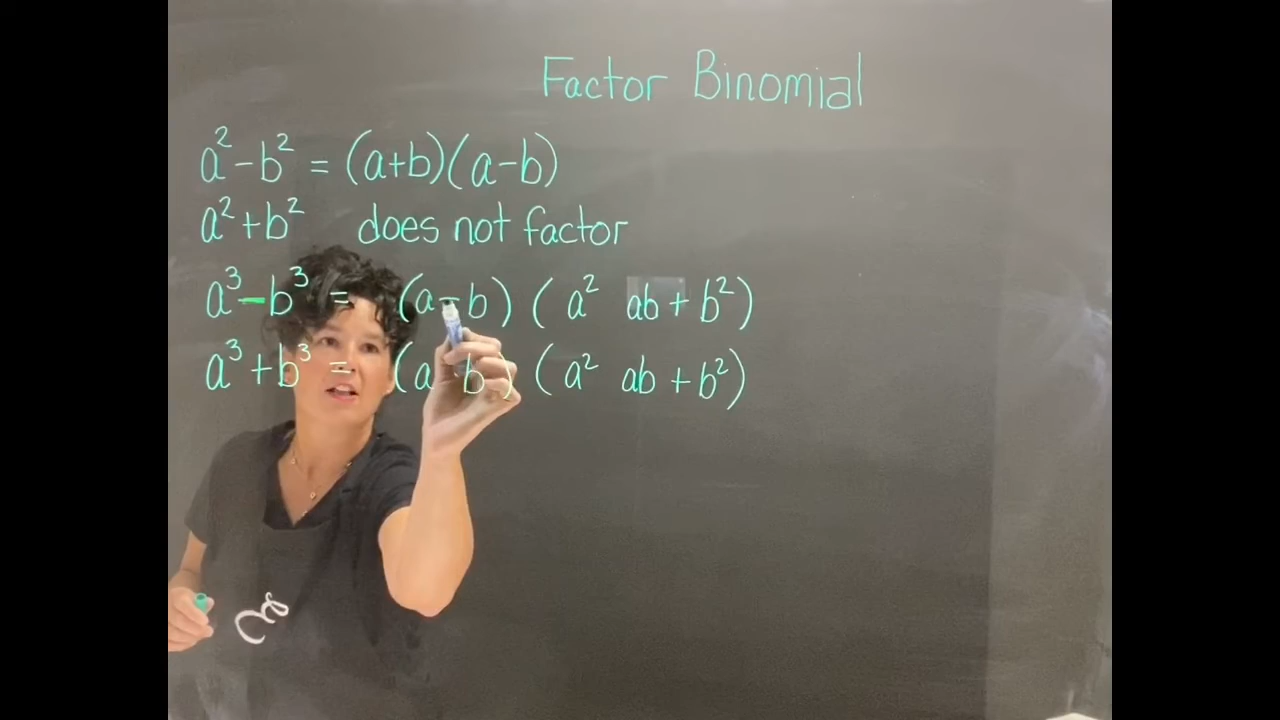 Factor Binomial
a² - b² = (a+b)(a-b)
a² + b² does not factor
a³ - b³ = (a - b) (a² ab + b²)
a³ + b³ = (a b) (a² ab + b²)